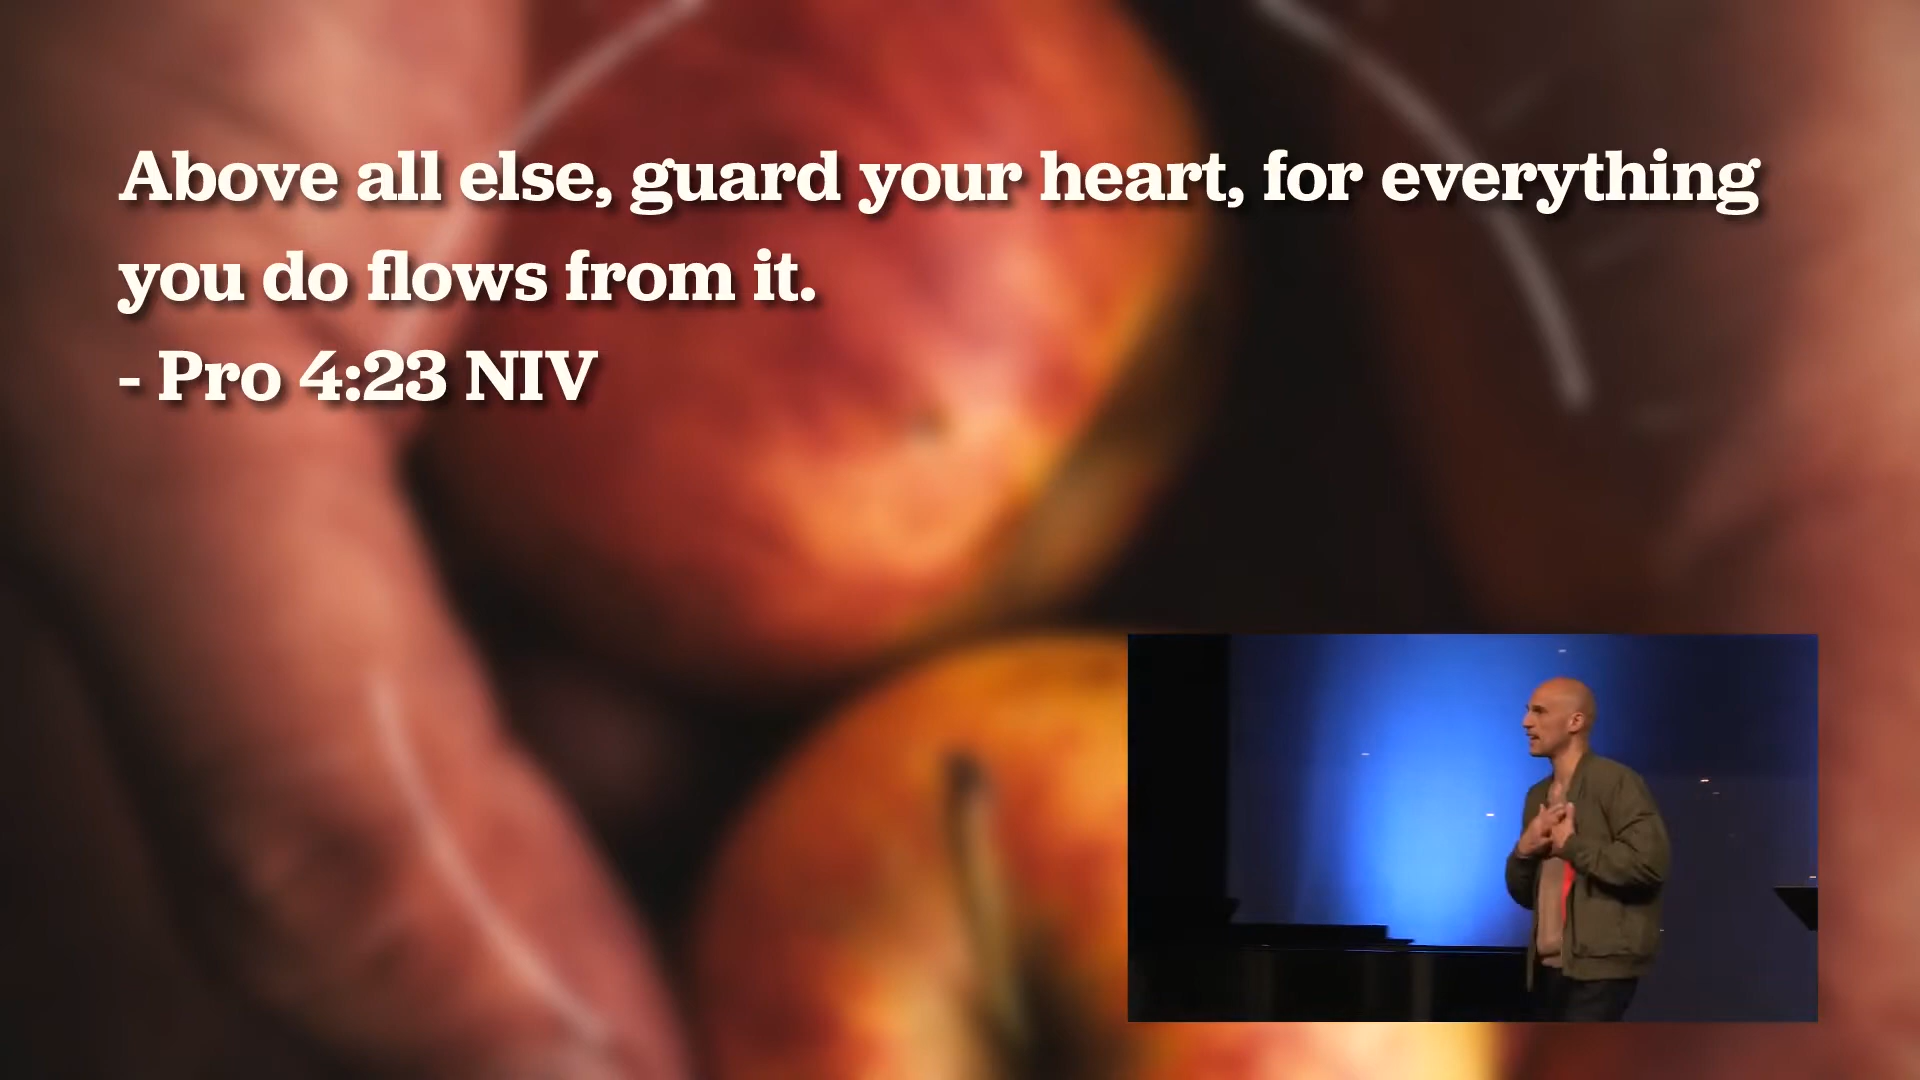 Above all else, guard your heart, for everything
you do flows from it.
- Pro 4:23 NIV